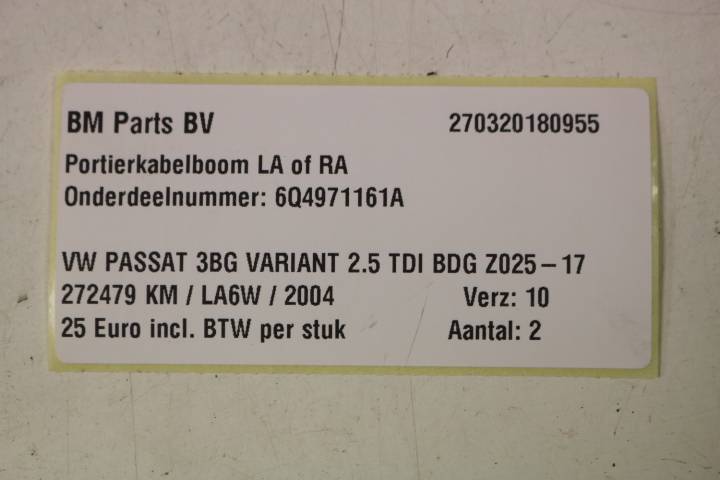 BM Parts BV 270320180955
Portierkabelboom LA of RA
Onderdeelnummer: 6Q4971161A
VW PASSAT 3BG VARIANT 2.5 TDI BDG Z025-17
272479 KM / LA6W / 2004 Verz: 10
25 Euro incl. BTW per stuk Aantal: 2